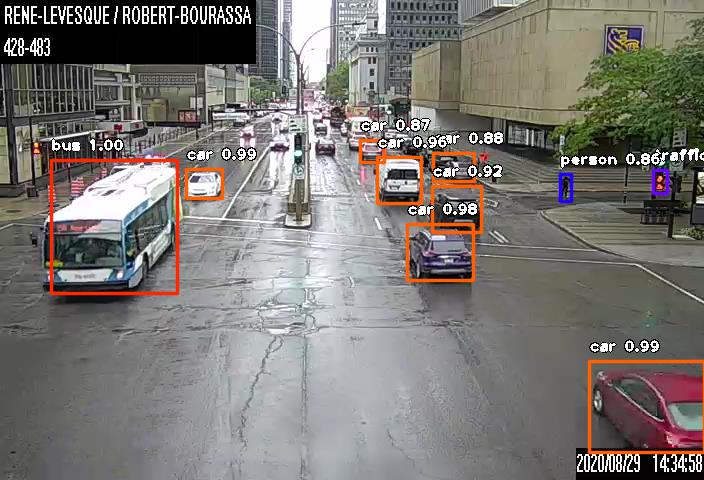 RENE-LEVESQUE / ROBERT-BOURASSA
428-483
car 0.87
car 0.96
car 0.88
bus 1.00
car 0.99
person 0.86
traffic
car 0.92
car 0.98
car 0.99
2020/08/29 14:34:58